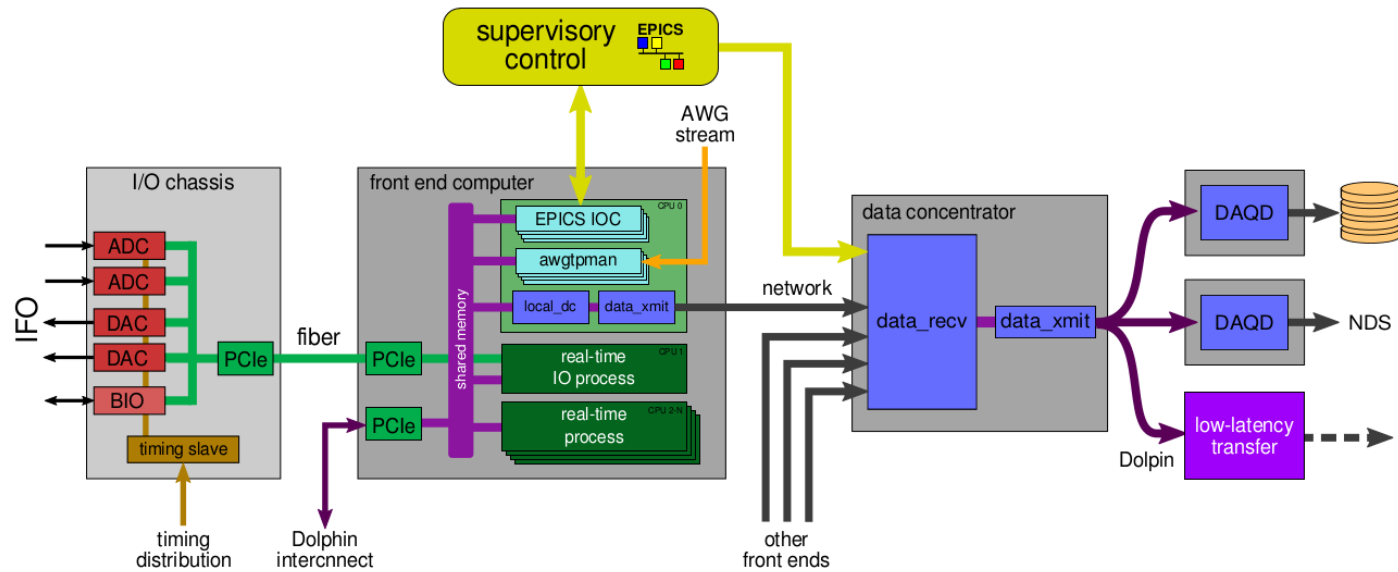 supervisory
control
EPICS
AWG
stream
I/O chassis
ADC
ADC
DAC
DAC
BIO
PCIe
timing slave
IFO
timing
distribution
fiber
front end computer
PCIe
PCIe
shared memory
CPU 0
EPICS IOC
awgtpman
local_dc
data_xmit
CPU 1
real-time
IO process
CPU 2-N
real-time
process
Dolphin
intercnnect
network
other
front ends
data concentrator
data_recv
data_xmit
DAQD
DAQD
NDS
low-latency
transfer
Dolpin